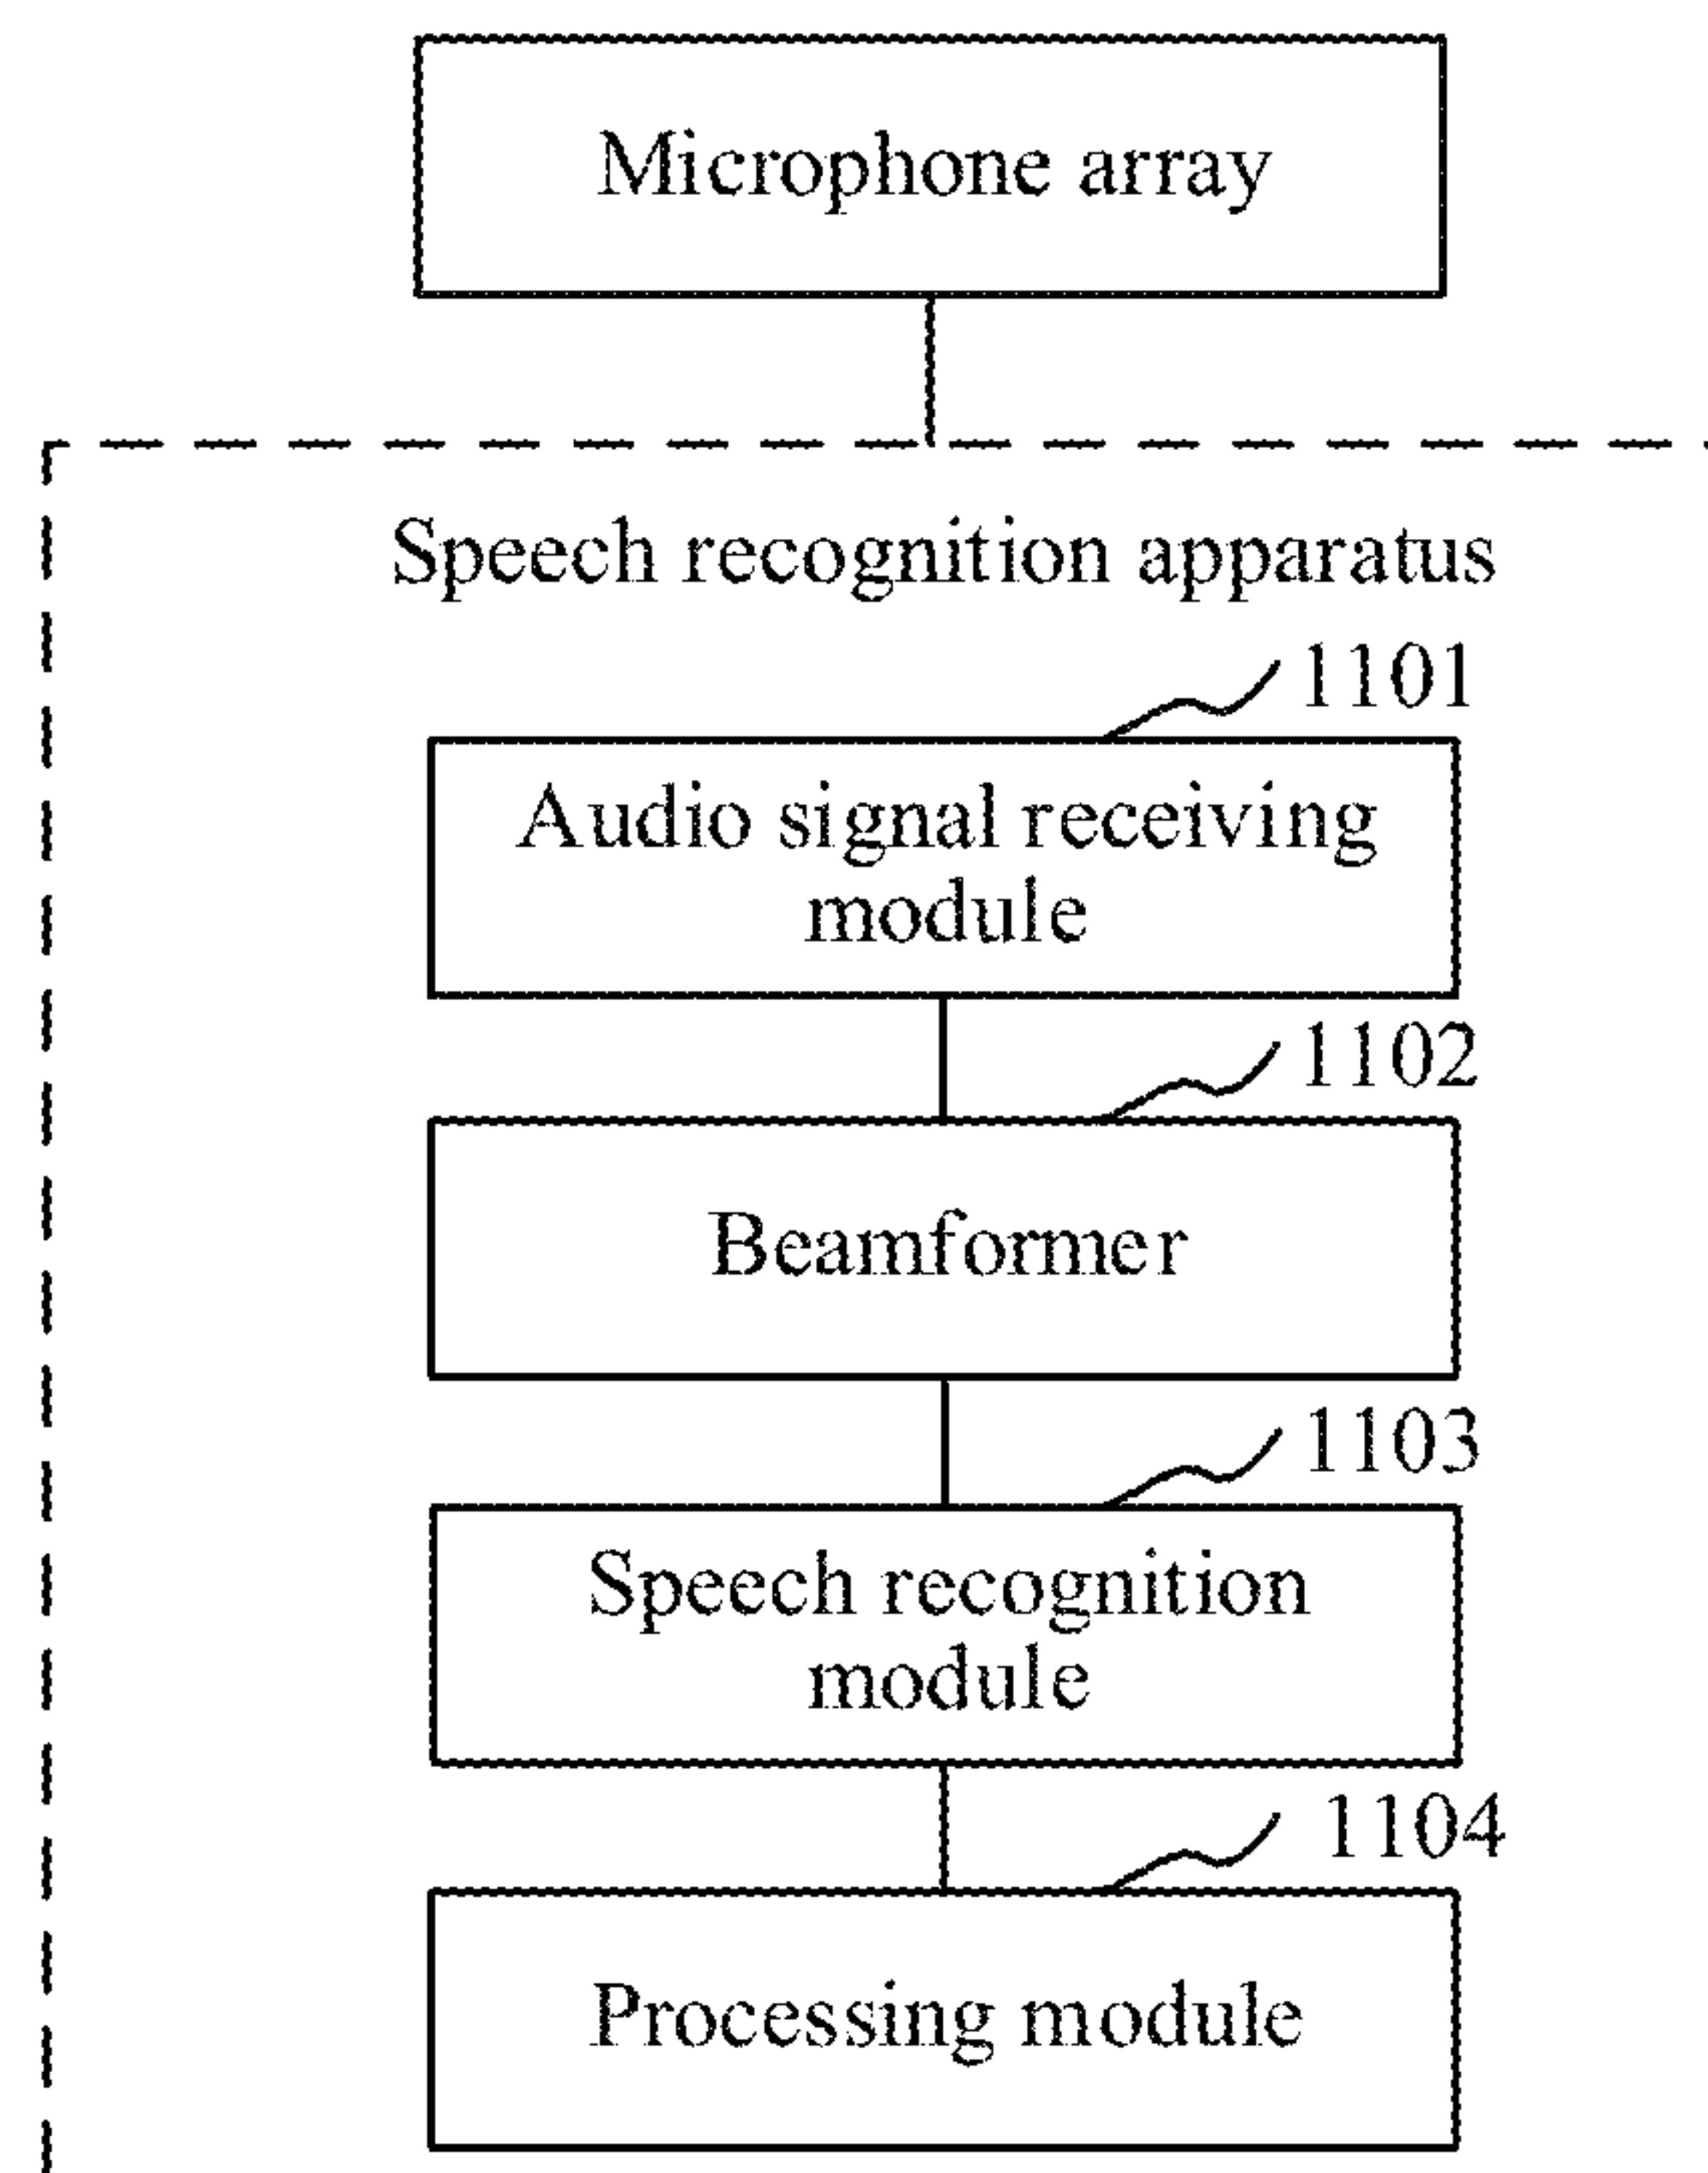 Microphone array
Speech recognition apparatus
1101
Audio signal receiving
module
1102
Beamformer
1103
Speech recognition
module
1104
Processing module